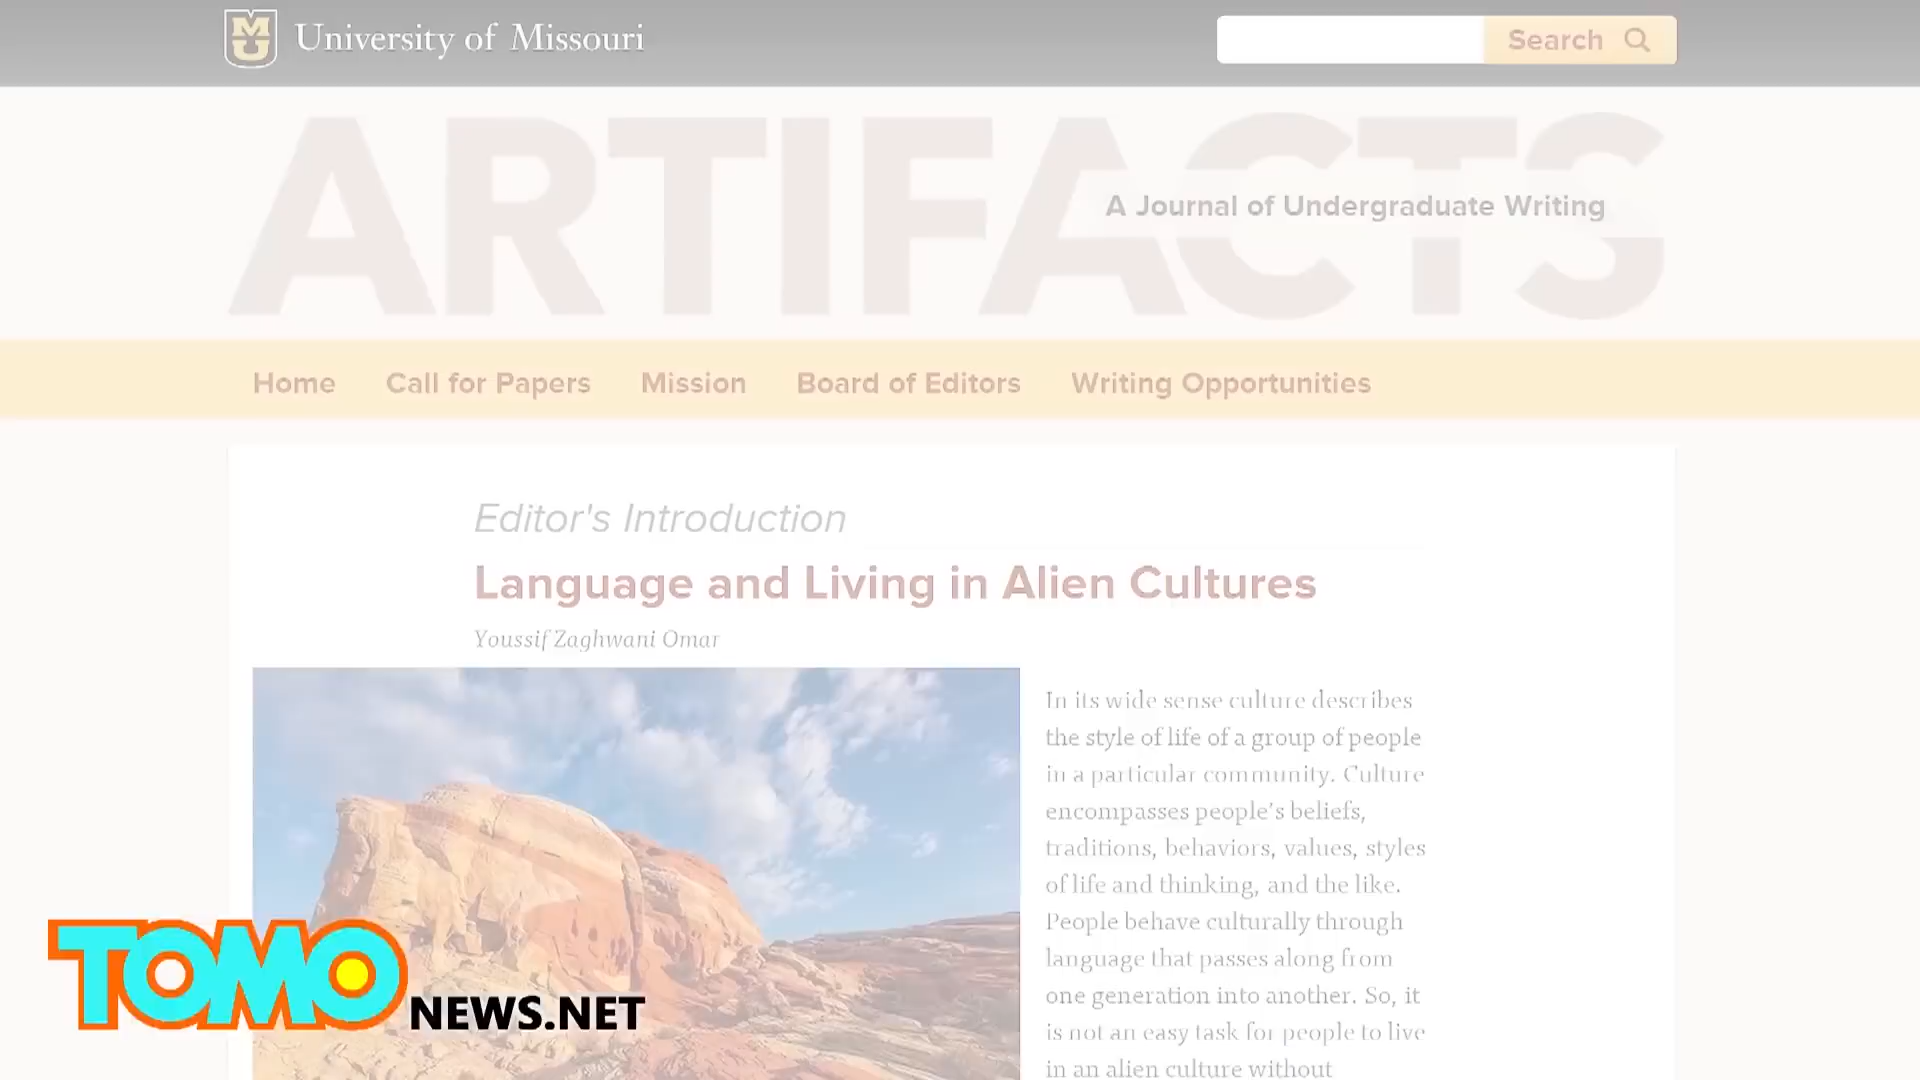 MU
University of Missouri
Search
ARTIFACTS
A Journal of Undergraduate Writing
Home
Call for Papers
Mission
Board of Editors
Writing Opportunities
Editor's Introduction
Language and Living in Alien Cultures
Youssif Zaghwani Omar
In its wide sense culture describes
the style of life of a group of people
in a particular community. Culture
encompasses people's beliefs,
traditions, behaviors, values, styles
of life and thinking, and the like.
People behave culturally through
language that passes along from
one generation into another. So, it
is not an easy task for people to live
in an alien culture without
TOMO
NEWS.NET